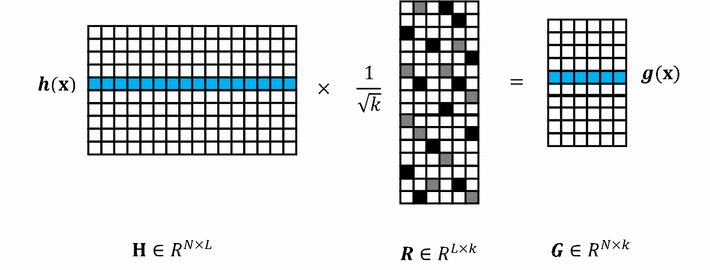 h(x) × 1/√k = g(x)
H ∈ R^{N×L} R ∈ R^{L×k} G ∈ R^{N×k}